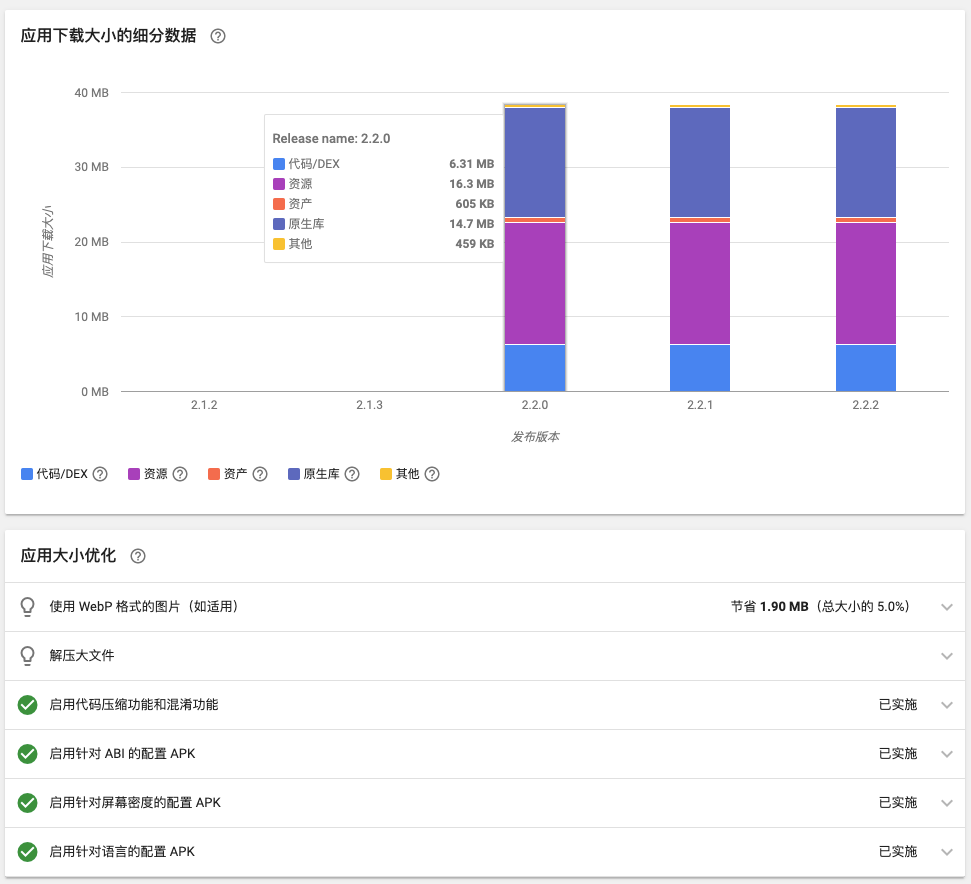 应用下载大小的细分数据
40 MB
30 MB
20 MB
10 MB
0 MB
应用下载大小
Release name: 2.2.0
代码/DEX 6.31 MB
资源 16.3 MB
资产 605 KB
原生库 14.7 MB
其他 459 KB
2.1.2 2.1.3 2.2.0 2.2.1 2.2.2
发布版本
代码/DEX 资源 资产 原生库 其他
应用大小优化
使用 WebP 格式的图片（如适用） 节省 1.90 MB（总大小的 5.0%）
解压大文件
启用代码压缩功能和混淆功能 已实施
启用针对 ABI 的配置 APK 已实施
启用针对屏幕密度的配置 APK 已实施
启用针对语言的配置 APK 已实施